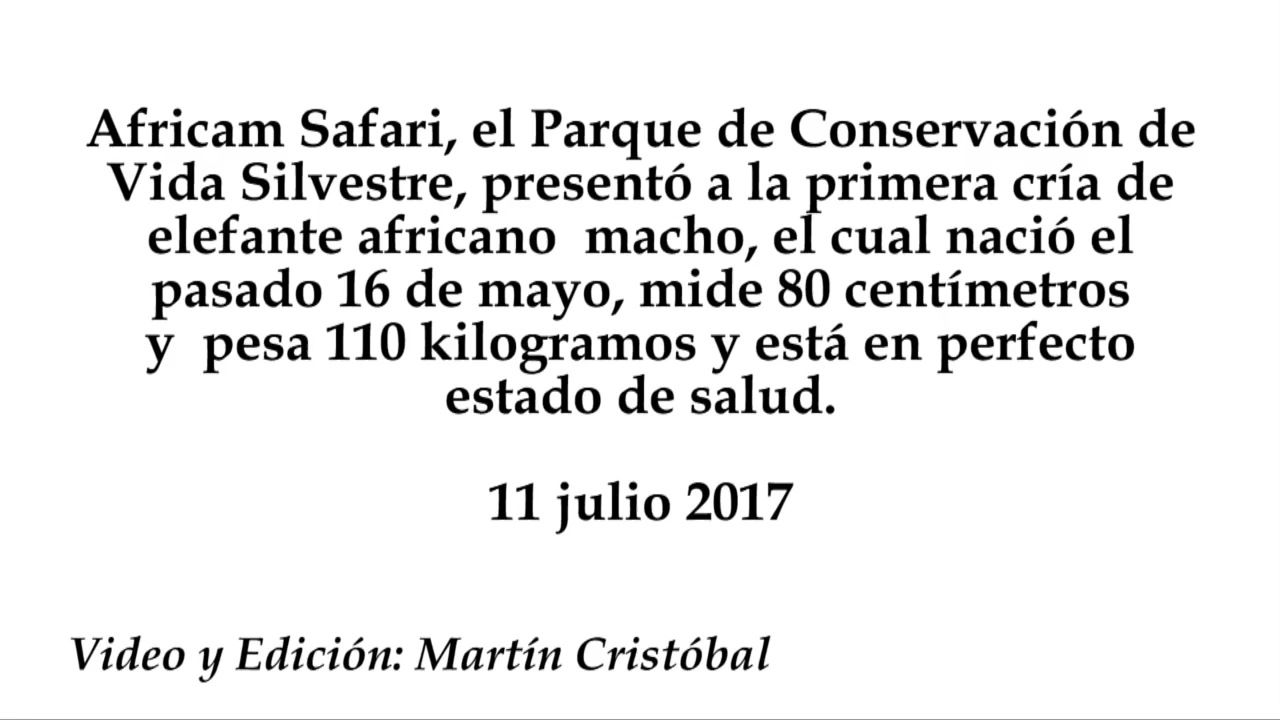 Africam Safari, el Parque de Conservación de
Vida Silvestre, presentó a la primera cría de
elefante africano  macho, el cual nació el
pasado 16 de mayo, mide 80 centímetros
y  pesa 110 kilogramos y está en perfecto
estado de salud.
11 julio 2017
Video y Edición: Martín Cristóbal